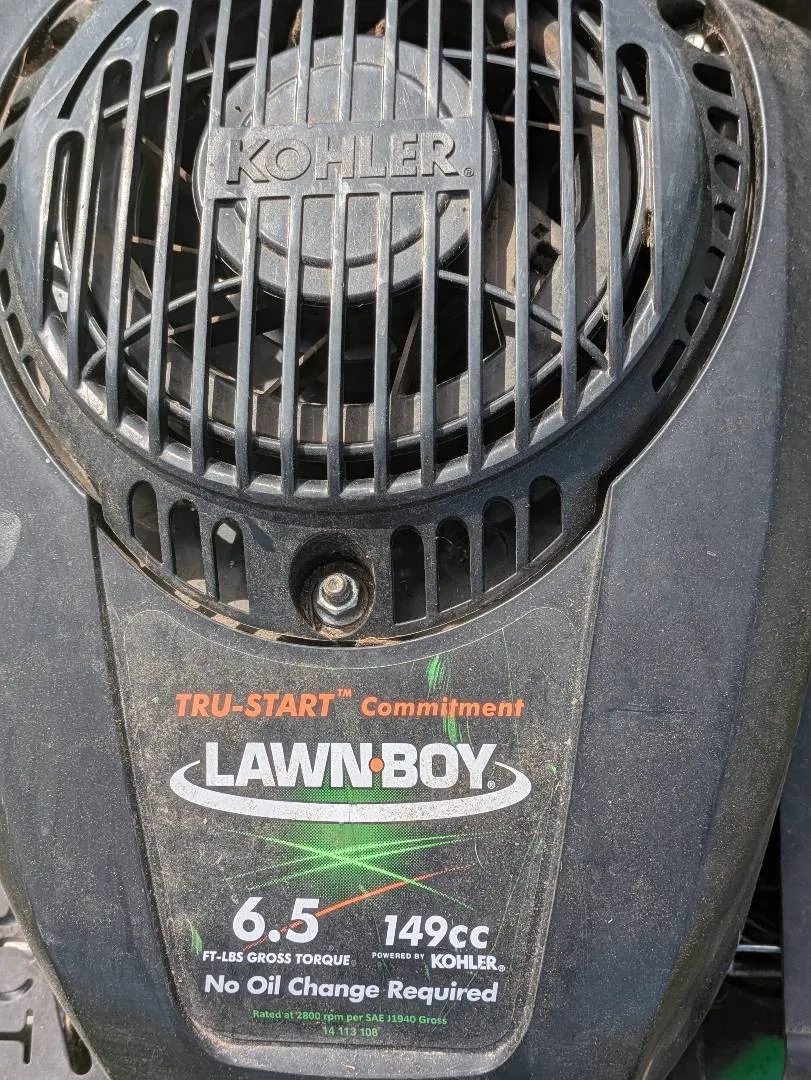 KOHLER®
TRU-START™ Commitment
LAWN-BOY®
6.5 149cc
FT-LBS GROSS TORQUE POWERED BY KOHLER®
No Oil Change Required
Rated at 2800 rpm per SAE J1940 Gross
14 113 108